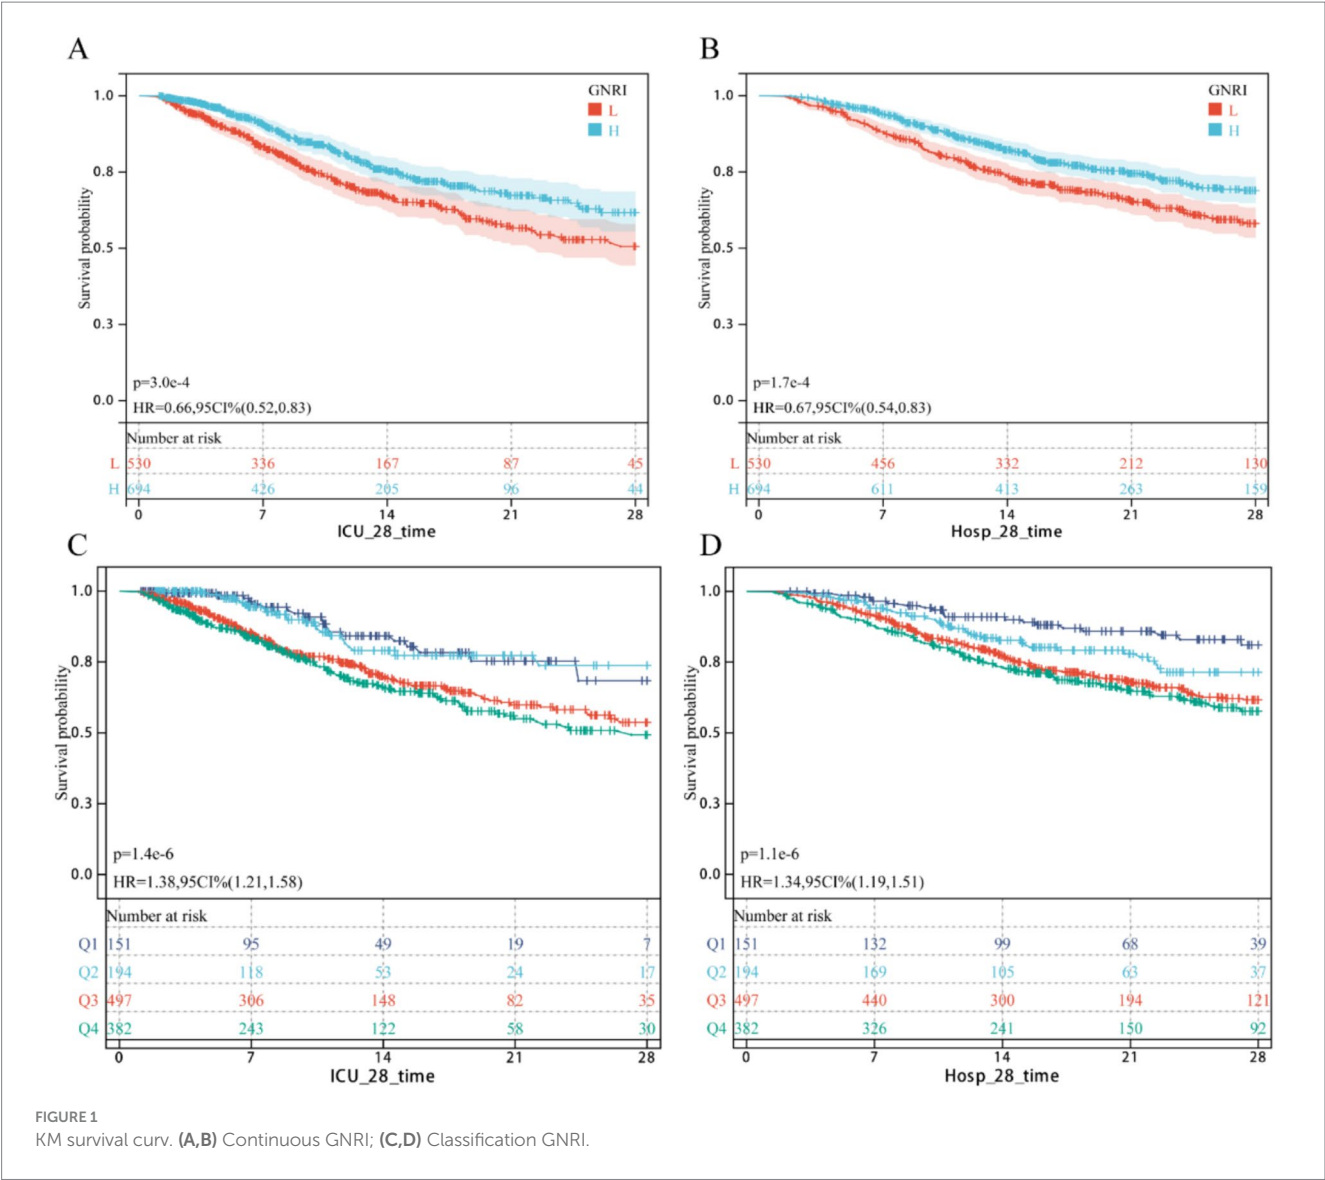 A
GNRI
L
H
1.0
0.8
0.5
0.3
0.0
Survival probability
p=3.0e-4
HR=0.66,95CI%(0.52,0.83)
Number at risk
L 530 336 167 87 45
H 694 426 205 96 44
0 7 14 21 28
ICU_28_time
B
GNRI
L
H
1.0
0.8
0.5
0.3
0.0
Survival probability
p=1.7e-4
HR=0.67,95CI%(0.54,0.83)
Number at risk
L 530 456 332 212 130
H 694 611 413 263 159
0 7 14 21 28
Hosp_28_time
C
1.0
0.8
0.5
0.3
0.0
Survival probability
p=1.4e-6
HR=1.38,95CI%(1.21,1.58)
Number at risk
Q1 151 95 49 19 7
Q2 194 118 53 24 17
Q3 497 306 148 82 35
Q4 382 243 122 58 30
0 7 14 21 28
ICU_28_time
D
1.0
0.8
0.5
0.3
0.0
Survival probability
p=1.1e-6
HR=1.34,95CI%(1.19,1.51)
Number at risk
Q1 151 132 99 68 39
Q2 194 169 105 63 37
Q3 497 440 300 194 121
Q4 382 326 241 150 92
0 7 14 21 28
Hosp_28_time
FIGURE 1
KM survival curv. (A,B) Continuous GNRI; (C,D) Classification GNRI.